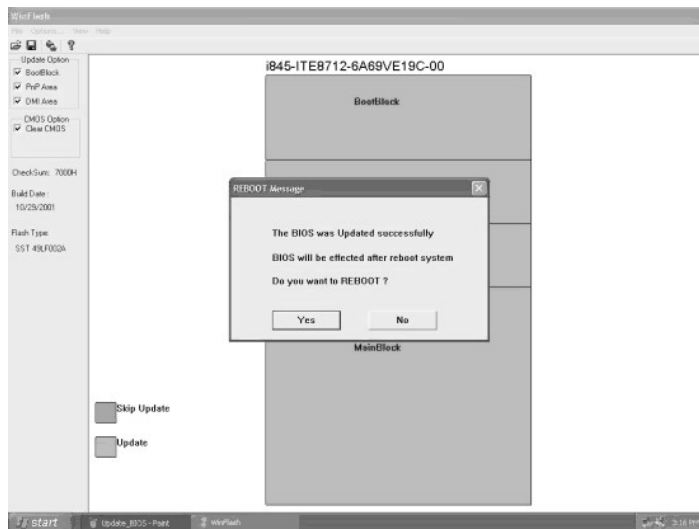 WinFlash
File Options... View Help
Update Option
BootBlock
PnP Area
DMI Area
CMOS Option
Clear CMOS
CheckSum: 7000H
Build Date :
10/29/2001
Flash Type
SST 49LF002A
i845-ITE8712-6A69VE19C-00
BootBlock
REBOOT Message
The BIOS was Updated successfully
BIOS will be effected after reboot system
Do you want to REBOOT ?
Yes No
MainBlock
Skip Update
Update
start Update_BIOS - Paint WinFlash 3:16 PM